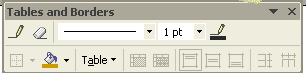 Tables and Borders
1 pt
Table